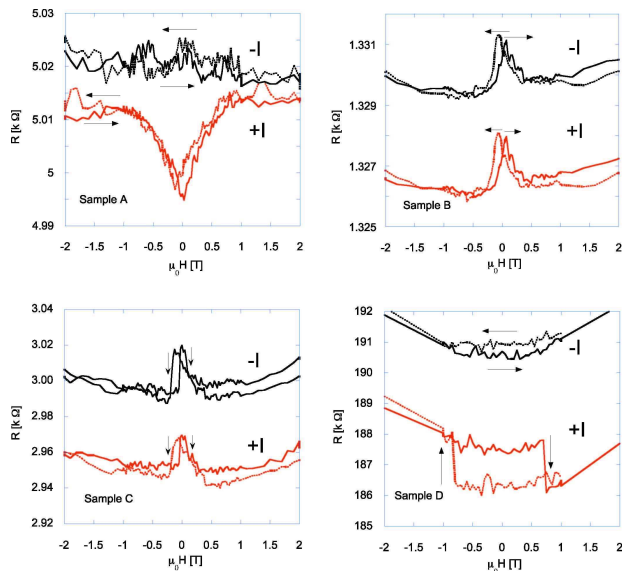 5.03
5.02
5.01
5
4.99
R [k Ω]
-I
+I
Sample A
-2 -1.5 -1 -0.5 0 0.5 1 1.5 2
μ₀H [T]
1.331
1.329
1.327
1.325
R [k Ω]
-I
+I
Sample B
-2 -1.5 -1 -0.5 0 0.5 1 1.5 2
μ₀H [T]
3.04
3.00
2.96
2.94
2.92
R [k Ω]
-I
+I
Sample C
-2 -1.5 -1 -0.5 0 0.5 1 1.5 2
μ₀H [T]
192
191
190
189
188
187
186
185
R [k Ω]
-I
+I
Sample D
-2 -1.5 -1 -0.5 0 0.5 1 1.5 2
μ₀H [T]